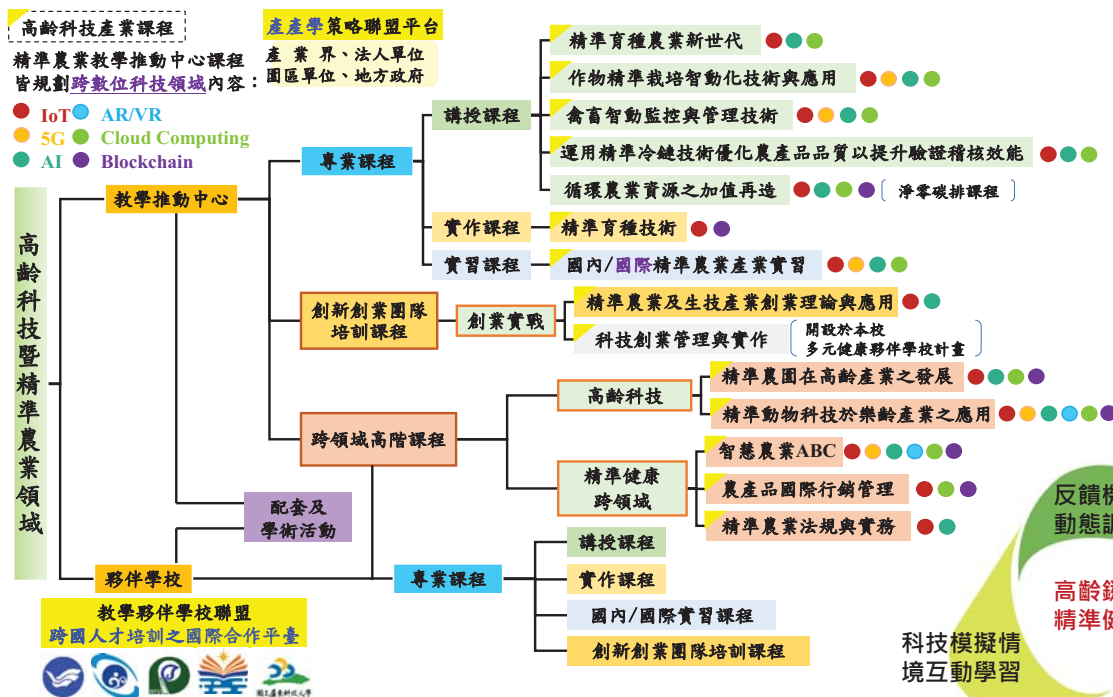 高齡科技產業課程
精準農業教學推動中心課程
皆規劃跨數位科技領域內容：
IoT AR/VR
5G Cloud Computing
AI Blockchain
產產學策略聯盟平台
產業界、法人單位
園區單位、地方政府
高齡科技暨精準農業領域
教學推動中心
專業課程
講授課程
精準育種農業新世代
作物精準栽培智動化技術與應用
禽畜智動監控與管理技術
運用精準冷鏈技術優化農產品品質以提升驗證稽核效能
循環農業資源之加值再造
淨零碳排課程
實作課程
精準育種技術
實習課程
國內/國際精準農業產業實習
創新創業團隊
培訓課程
創業實戰
精準農業及生技產業創業理論與應用
科技創業管理與實作
開設於本校
多元健康夥伴學校計畫
跨領域高階課程
高齡科技
精準農園在高齡產業之發展
精準動物科技於樂齡產業之應用
精準健康
跨領域
智慧農業ABC
農產品國際行銷管理
精準農業法規與實務
配套及
學術活動
夥伴學校
專業課程
講授課程
實作課程
國內/國際實習課程
創新創業團隊培訓課程
教學夥伴學校聯盟
跨國人才培訓之國際合作平臺
國立屏東科技大學
反饋機
動態調
高齡鏈
精準健
科技模擬情
境互動學習